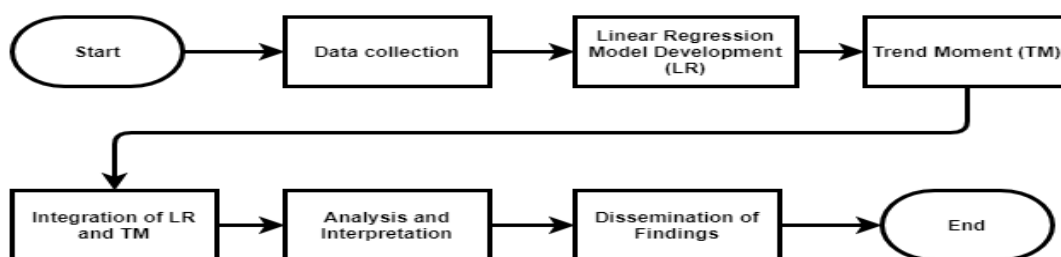 Start
Data collection
Linear Regression
Model Development
(LR)
Trend Moment (TM)
Integration of LR
and TM
Analysis and
Interpretation
Dissemination of
Findings
End